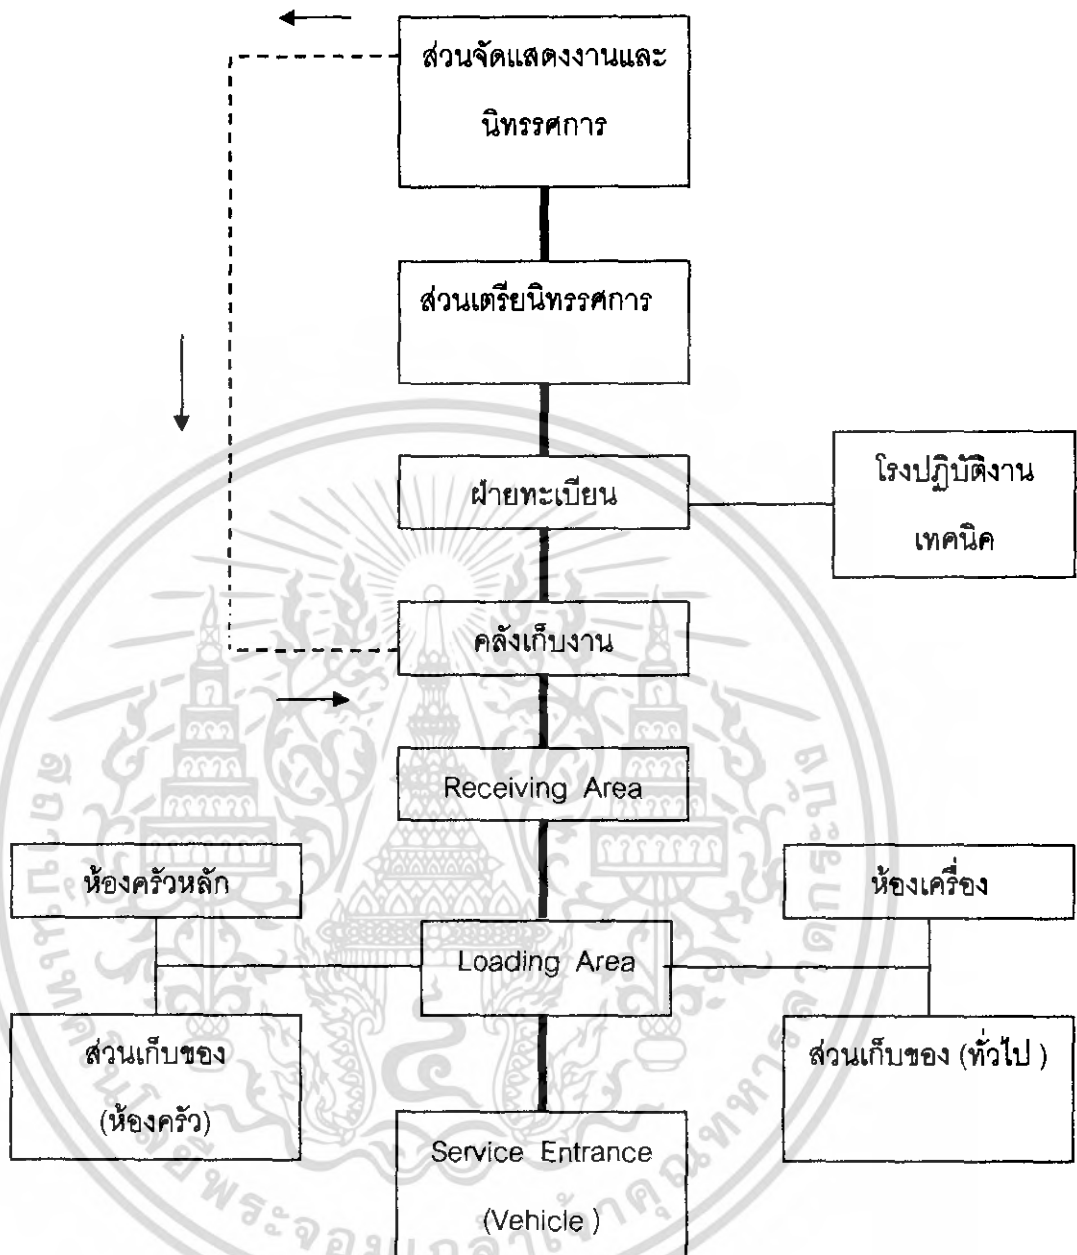 ส่วนจัดแสดงงานและ
นิทรรศการ
ส่วนเตรียนิทรรศการ
ฝ่ายทะเบียน
โรงปฏิบัติงาน
เทคนิค
คลังเก็บงาน
Receiving Area
ห้องครัวหลัก
ห้องเครื่อง
Loading Area
ส่วนเก็บของ
(ห้องครัว)
ส่วนเก็บของ (ทั่วไป )
Service Entrance
(Vehicle )